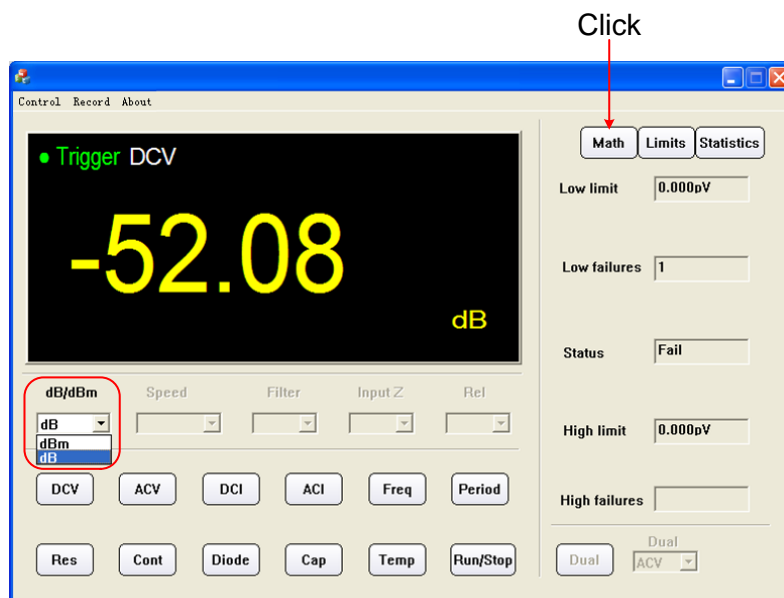 Click
Control Record About
Trigger DCV
-52.08
dB
Math Limits Statistics
Low limit 0.000pV
Low failures 1
Status Fail
High limit 0.000pV
High failures
dB/dBm Speed Filter Input Z Rel
dB
dBm
dB
DCV ACV DCI ACI Freq Period
Res Cont Diode Cap Temp Run/Stop
Dual
Dual ACV